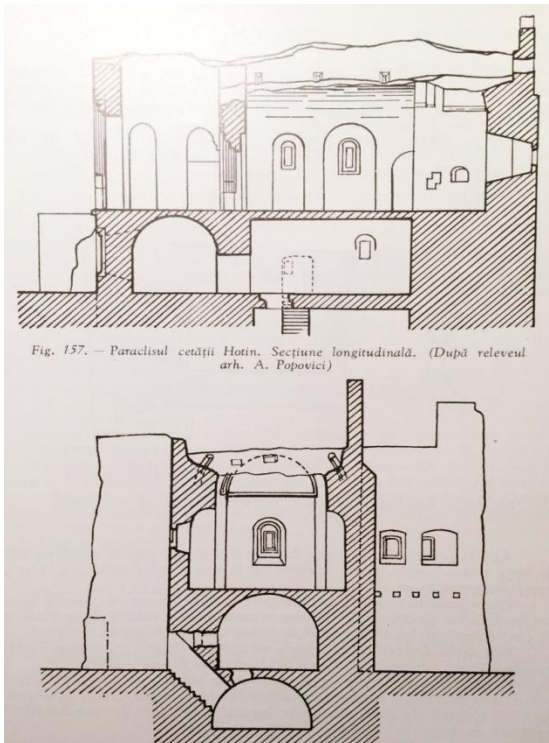 Fig. 157. — Paraclisul cetății Hotin. Secțiune longitudinală. (După releveul
arh. A. Popovici)